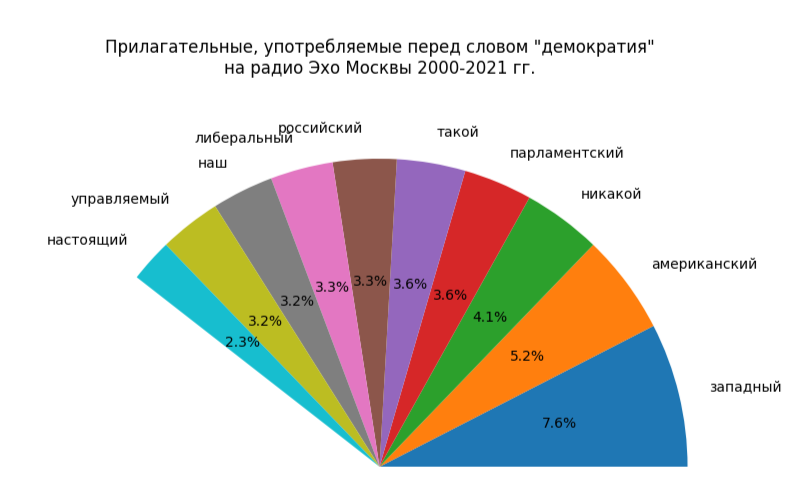 Прилагательные, употребляемые перед словом "демократия"
на радио Эхо Москвы 2000-2021 гг.
российский
такой
либеральный
парламентский
наш
никакой
управляемый
настоящий
американский
западный
3.3%
3.3%
3.6%
3.6%
3.2%
4.1%
3.2%
2.3%
5.2%
7.6%